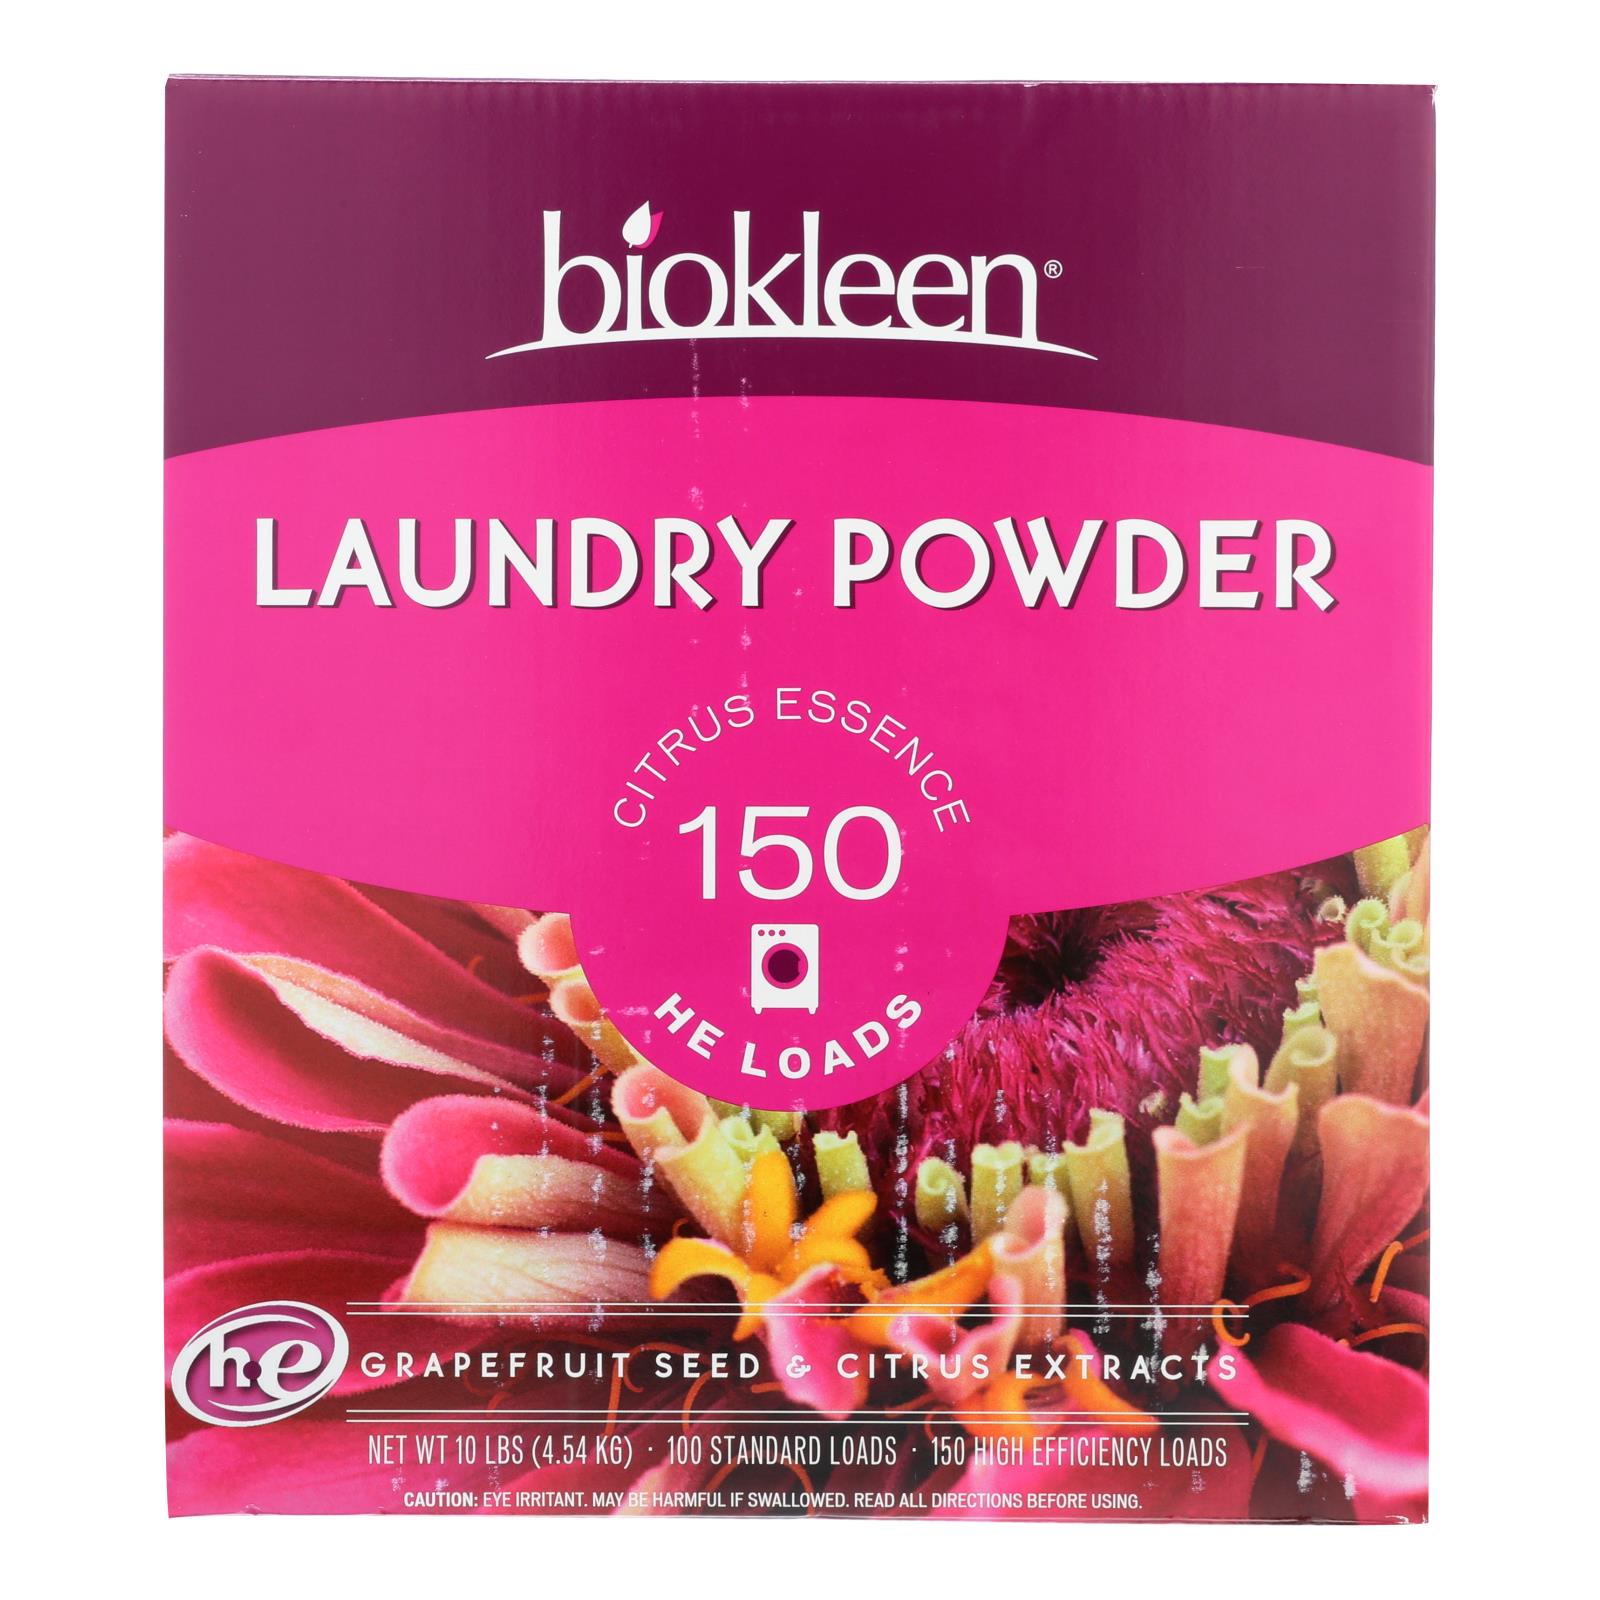 biokleen®
LAUNDRY POWDER
CITRUS ESSENCE
150
HE LOADS
he
GRAPEFRUIT SEED & CITRUS EXTRACTS
NET WT 10 LBS (4.54 KG) · 100 STANDARD LOADS · 150 HIGH EFFICIENCY LOADS
CAUTION: EYE IRRITANT. MAY BE HARMFUL IF SWALLOWED. READ ALL DIRECTIONS BEFORE USING.